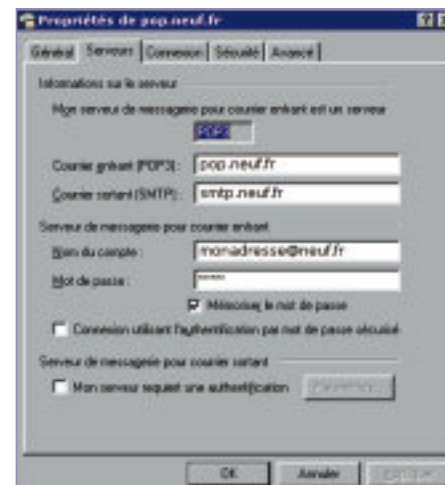 Propriétés de pop.neuf.fr
Général Serveurs Connexion Sécurité Avancé
Informations sur le serveur
Mon serveur de messagerie pour courrier entrant est un serveur
POP3
Courrier entrant (POP3) : pop.neuf.fr
Courrier sortant (SMTP) : smtp.neuf.fr
Serveur de messagerie pour courrier entrant
Nom du compte : monadresse@neuf.fr
Mot de passe :
Mémoriser le mot de passe
Connexion utilisant l'authentification par mot de passe sécurisé
Serveur de messagerie pour courrier sortant
Mon serveur requiert une authentification
OK Annuler